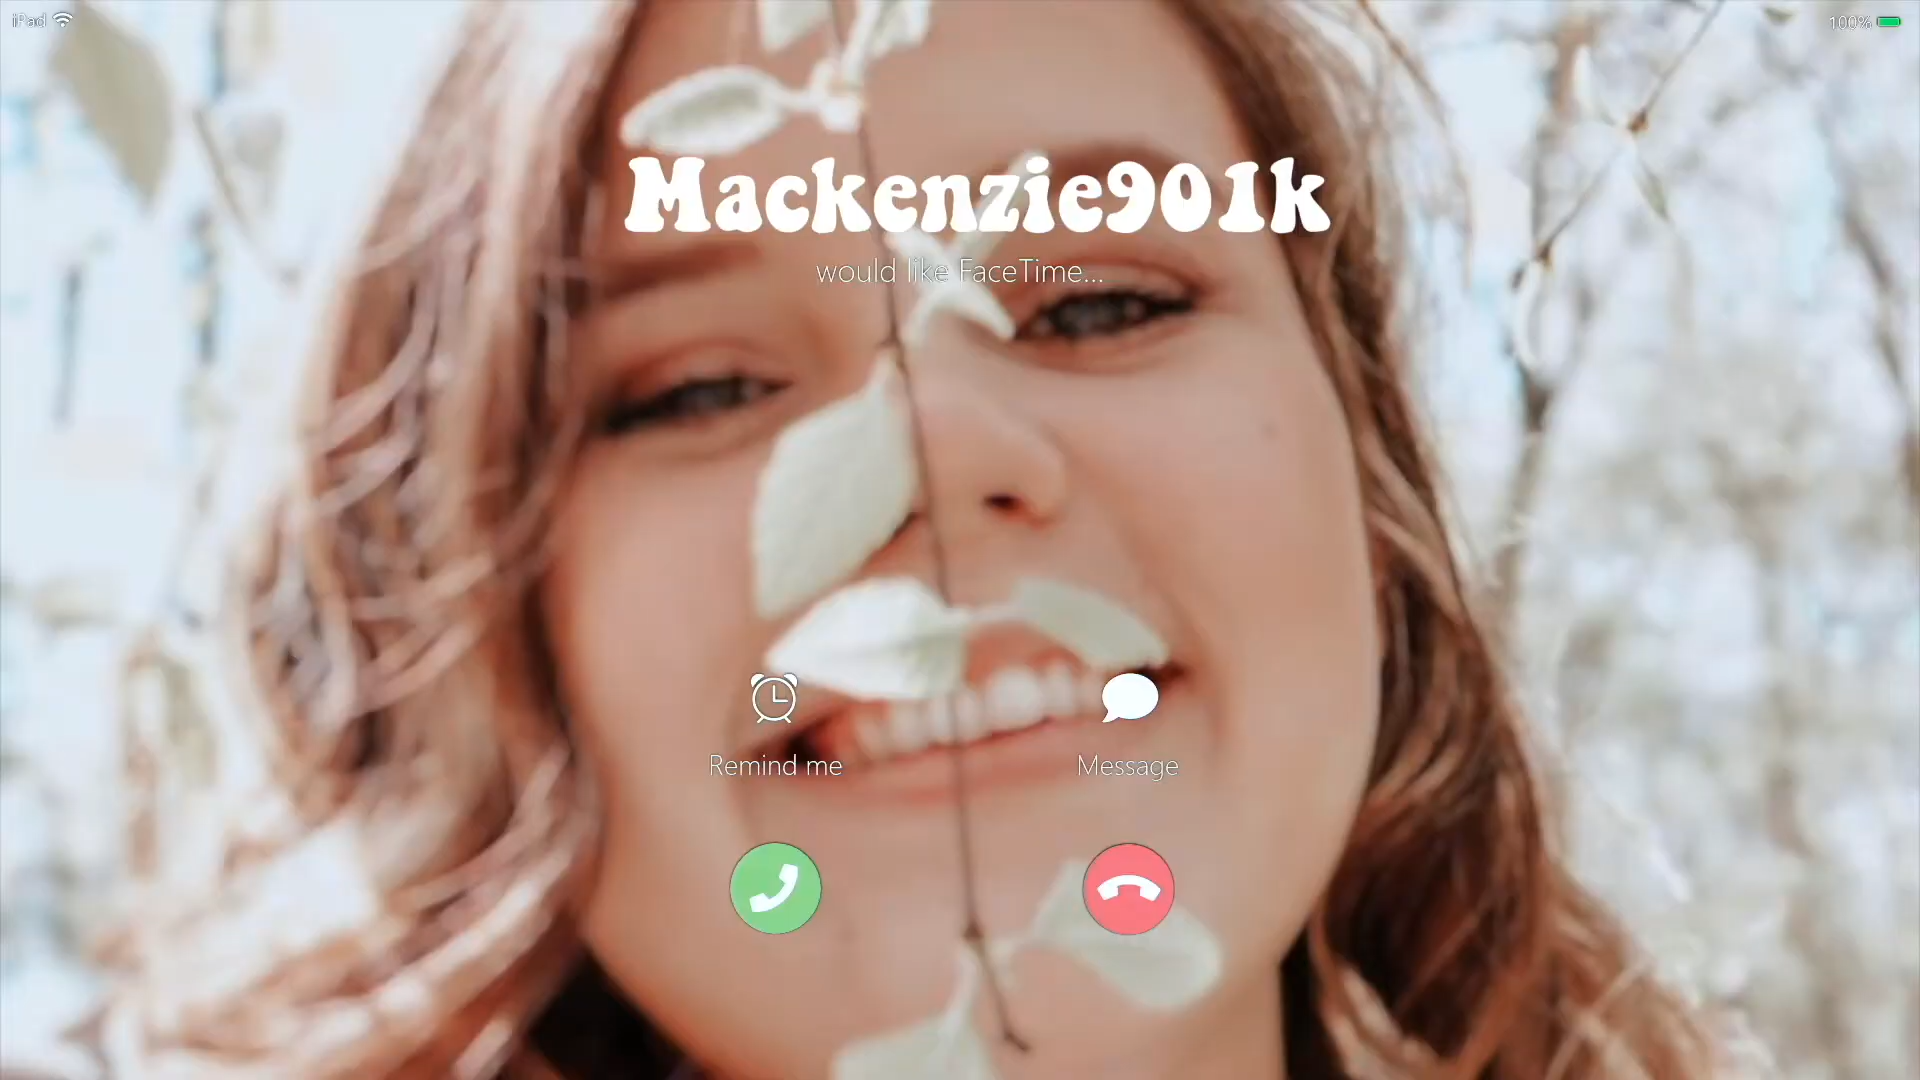 iPad
100%
Mackenzie901k
would like FaceTime...
Remind me
Message